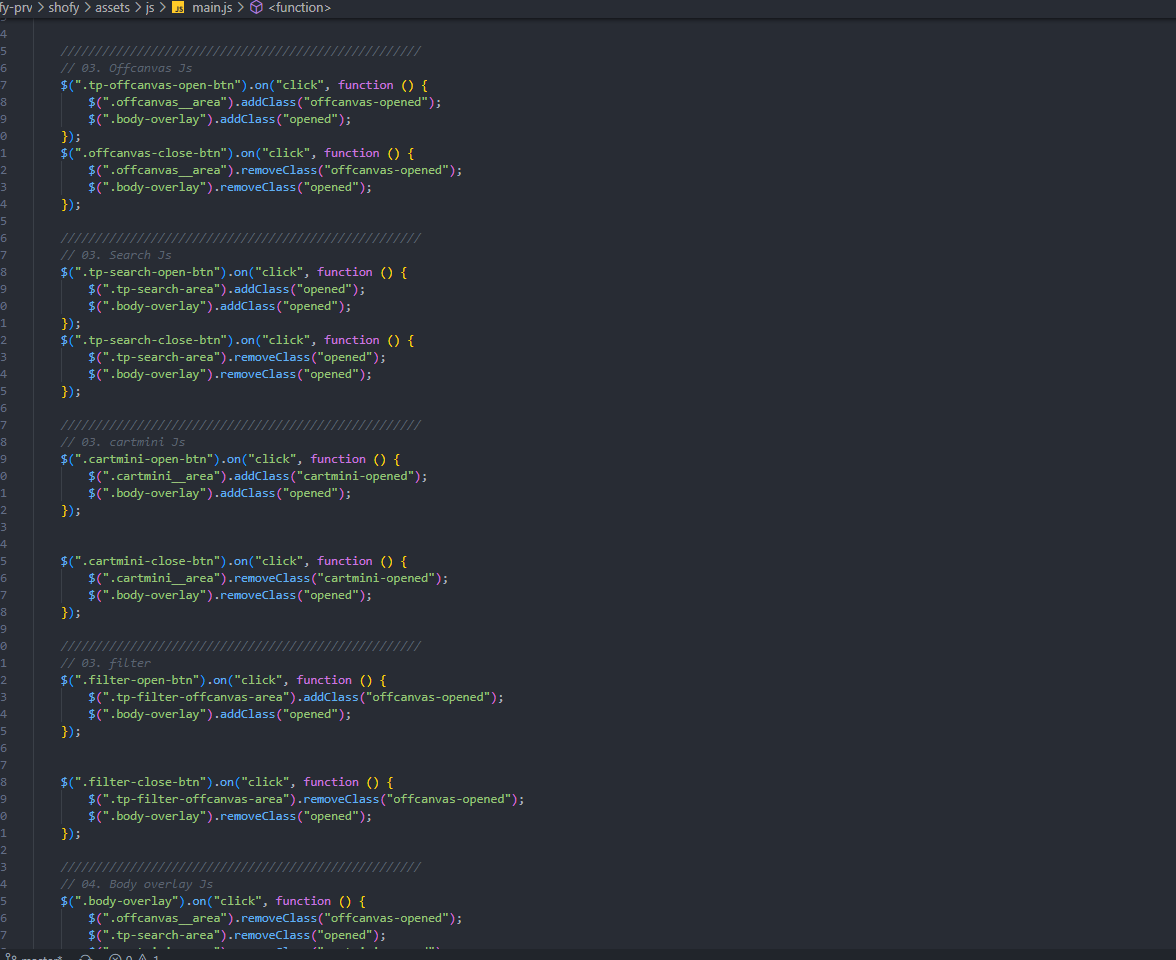 fy-prv > shofy > assets > js > JS main.js > <function>
4
5 ////////////////////////////////////////////////////
6 // 03. Offcanvas Js
7 $(".tp-offcanvas-open-btn").on("click", function () {
8 $(".offcanvas__area").addClass("offcanvas-opened");
9 $(".body-overlay").addClass("opened");
0 });
1 $(".offcanvas-close-btn").on("click", function () {
2 $(".offcanvas__area").removeClass("offcanvas-opened");
3 $(".body-overlay").removeClass("opened");
4 });
5
6 ////////////////////////////////////////////////////
7 // 03. Search Js
8 $(".tp-search-open-btn").on("click", function () {
9 $(".tp-search-area").addClass("opened");
0 $(".body-overlay").addClass("opened");
1 });
2 $(".tp-search-close-btn").on("click", function () {
3 $(".tp-search-area").removeClass("opened");
4 $(".body-overlay").removeClass("opened");
5 });
6
7 ////////////////////////////////////////////////////
8 // 03. cartmini Js
9 $(".cartmini-open-btn").on("click", function () {
0 $(".cartmini__area").addClass("cartmini-opened");
1 $(".body-overlay").addClass("opened");
2 });
3
4
5 $(".cartmini-close-btn").on("click", function () {
6 $(".cartmini__area").removeClass("cartmini-opened");
7 $(".body-overlay").removeClass("opened");
8 });
9
0 ////////////////////////////////////////////////////
1 // 03. filter
2 $(".filter-open-btn").on("click", function () {
3 $(".tp-filter-offcanvas-area").addClass("offcanvas-opened");
4 $(".body-overlay").addClass("opened");
5 });
6
7
8 $(".filter-close-btn").on("click", function () {
9 $(".tp-filter-offcanvas-area").removeClass("offcanvas-opened");
0 $(".body-overlay").removeClass("opened");
1 });
2
3 ////////////////////////////////////////////////////
4 // 04. Body overlay Js
5 $(".body-overlay").on("click", function () {
6 $(".offcanvas__area").removeClass("offcanvas-opened");
7 $(".tp-search-area").removeClass("opened");